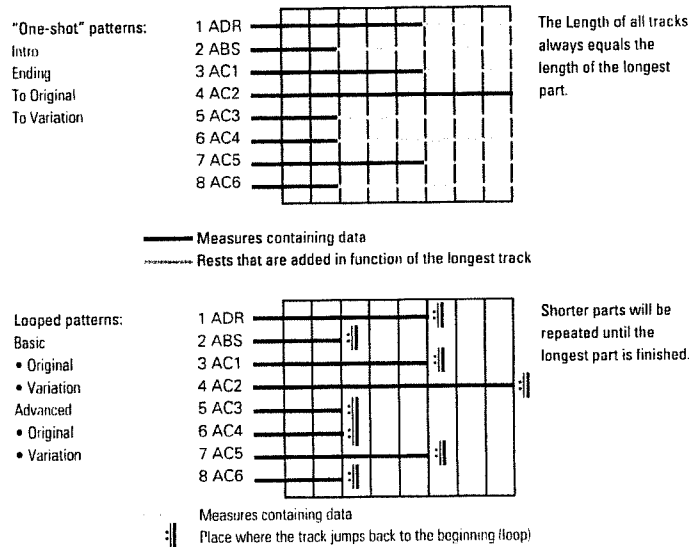 "One-shot" patterns:
Intro
Ending
To Original
To Variation
1 ADR
2 ABS
3 AC1
4 AC2
5 AC3
6 AC4
7 AC5
8 AC6
The Length of all tracks
always equals the
length of the longest
part.
Measures containing data
Rests that are added in function of the longest track
Looped patterns:
Basic
• Original
• Variation
Advanced
• Original
• Variation
1 ADR
2 ABS
3 AC1
4 AC2
5 AC3
6 AC4
7 AC5
8 AC6
Shorter parts will be
repeated until the
longest part is finished.
Measures containing data
Place where the track jumps back to the beginning (loop)